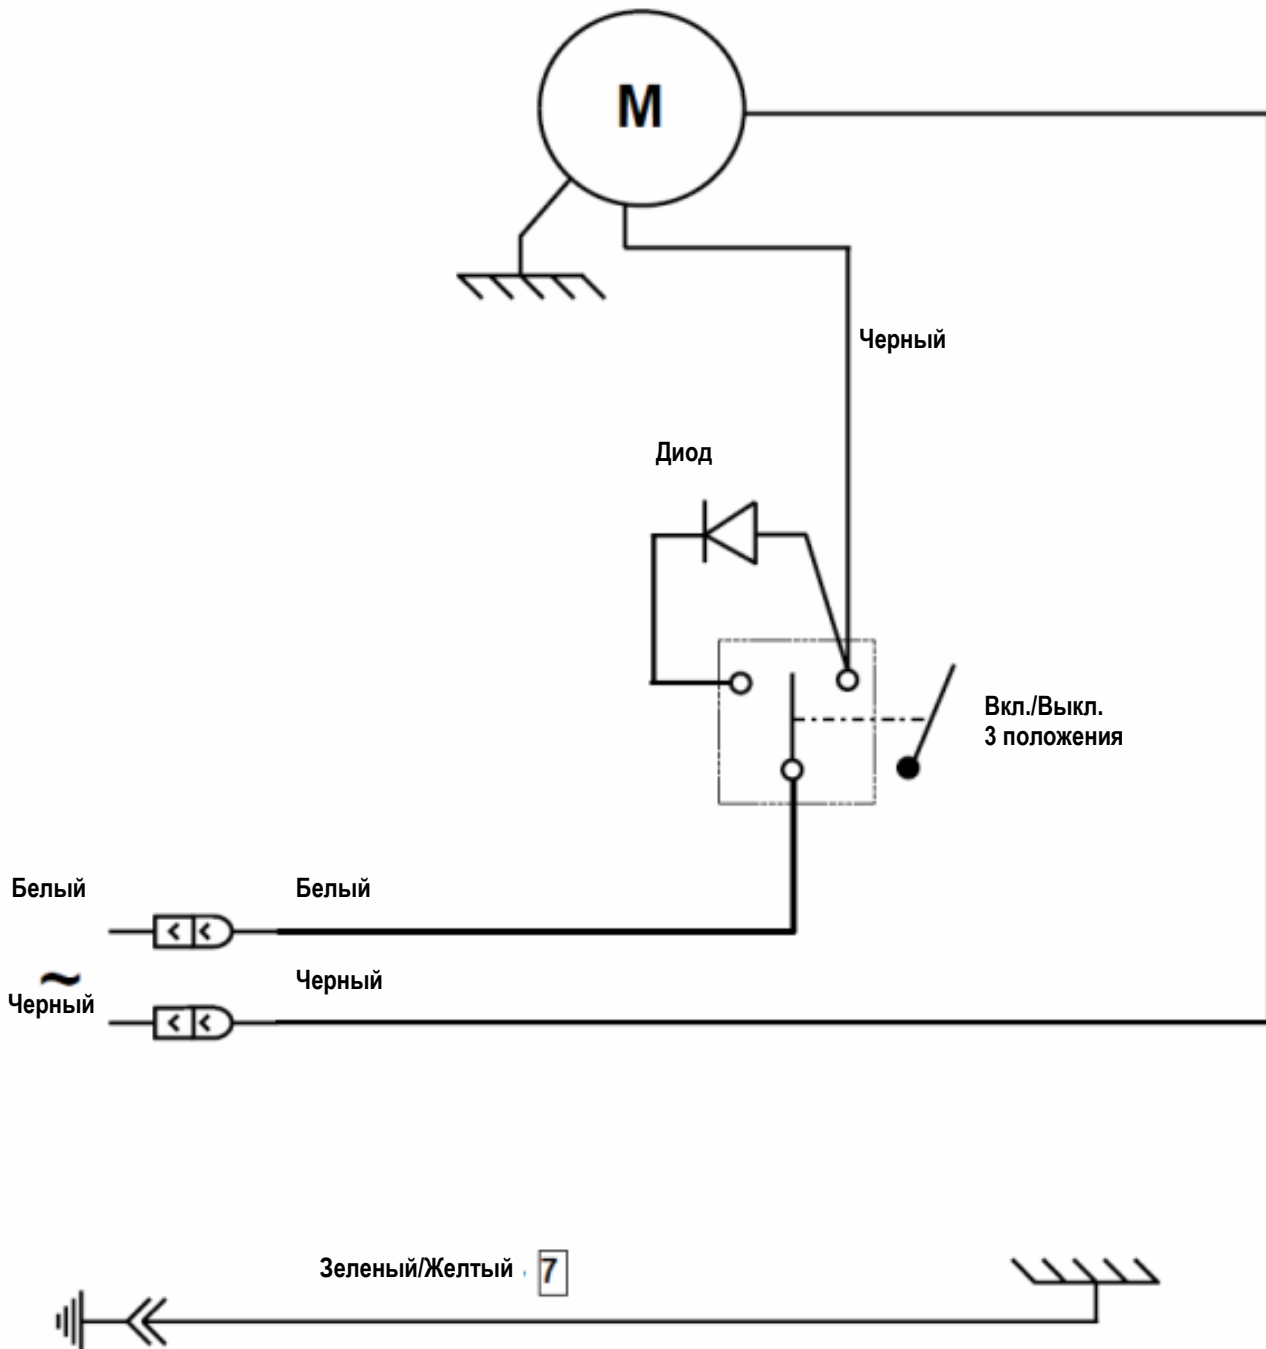 M
Черный
Диод
Вкл./Выкл.
3 положения
Белый
Белый
~
Черный
Черный
Зеленый/Желтый 7